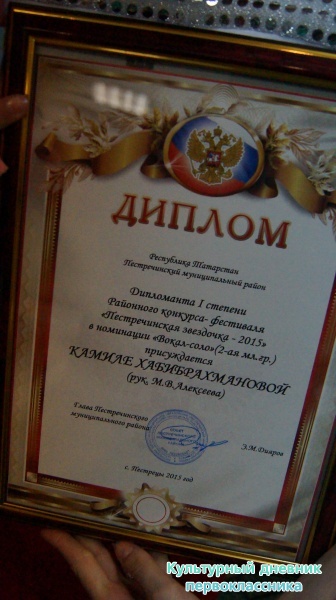 ДИПЛОМ
Республика Татарстан
Пестречинский муниципальный район
Дипломанта I степени
Районного конкурса- фестиваля
«Пестречинская звездочка - 2015»
в номинации «Вокал-соло»(2-ая мл.гр.)
присуждается
КАМИЛЕ ХАБИБРАХМАНОВОЙ
(рук. М.В.Алексеева)
Глава Пестречинского
муниципального района:
Э.М.Дияров
с. Пестрецы 2015 год
Культурный дневник
первоклассника